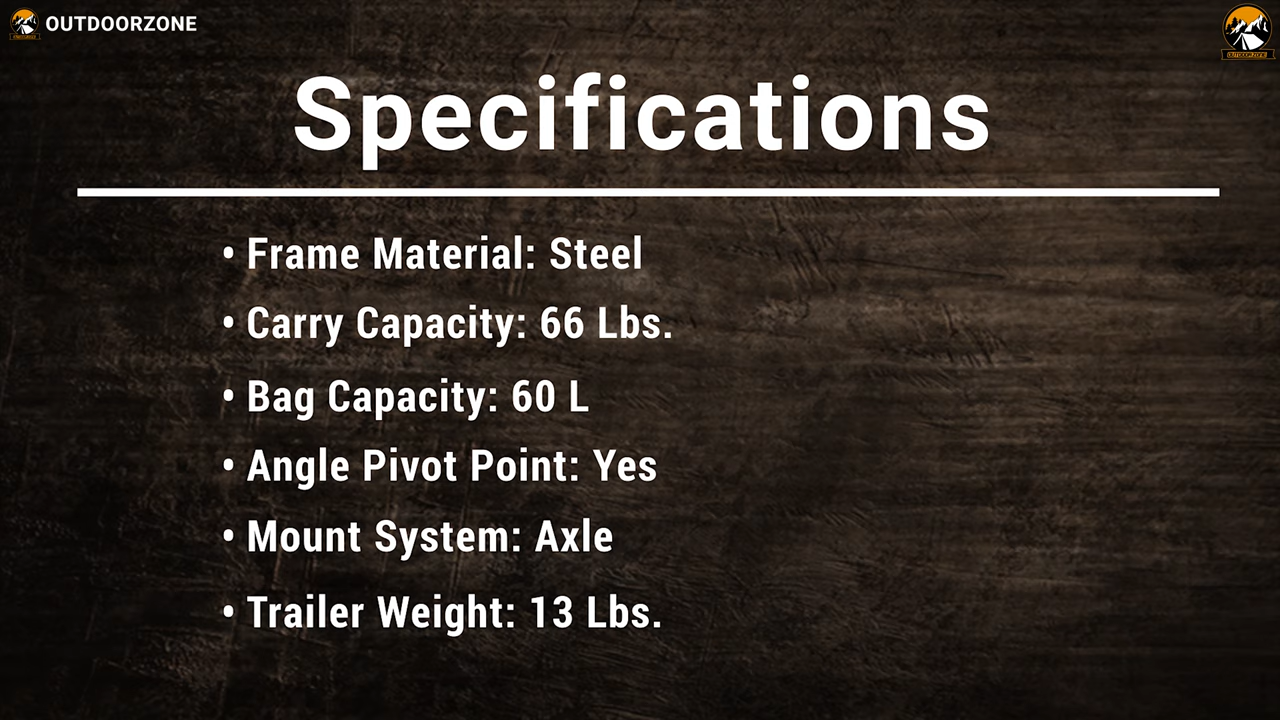 OUTDOORZONE
OUTDOORZONE
Specifications
• Frame Material: Steel
• Carry Capacity: 66 Lbs.
• Bag Capacity: 60 L
• Angle Pivot Point: Yes
• Mount System: Axle
• Trailer Weight: 13 Lbs.